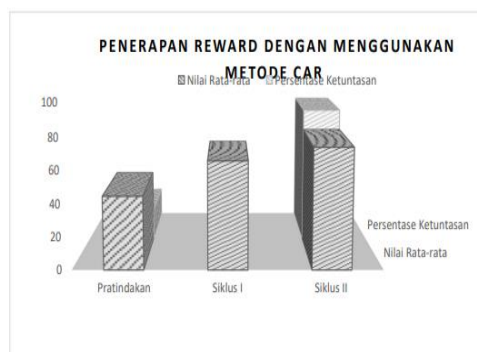 PENERAPAN REWARD DENGAN MENGGUNAKAN
METODE CAR
Nilai Rata-rata Persentase Ketuntasan
100
80
60
40
20
0
Persentase Ketuntasan
Nilai Rata-rata
Pratindakan Siklus I Siklus II